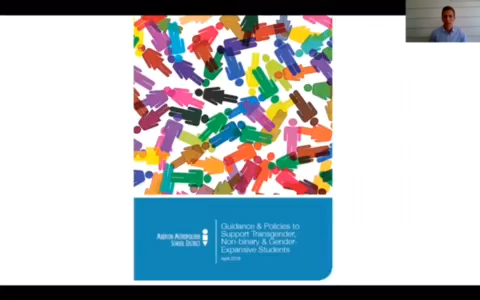 MADISON METROPOLITAN
SCHOOL DISTRICT
Guidance & Policies to
Support Transgender,
Non-binary & Gender-
Expansive Students
April 2018